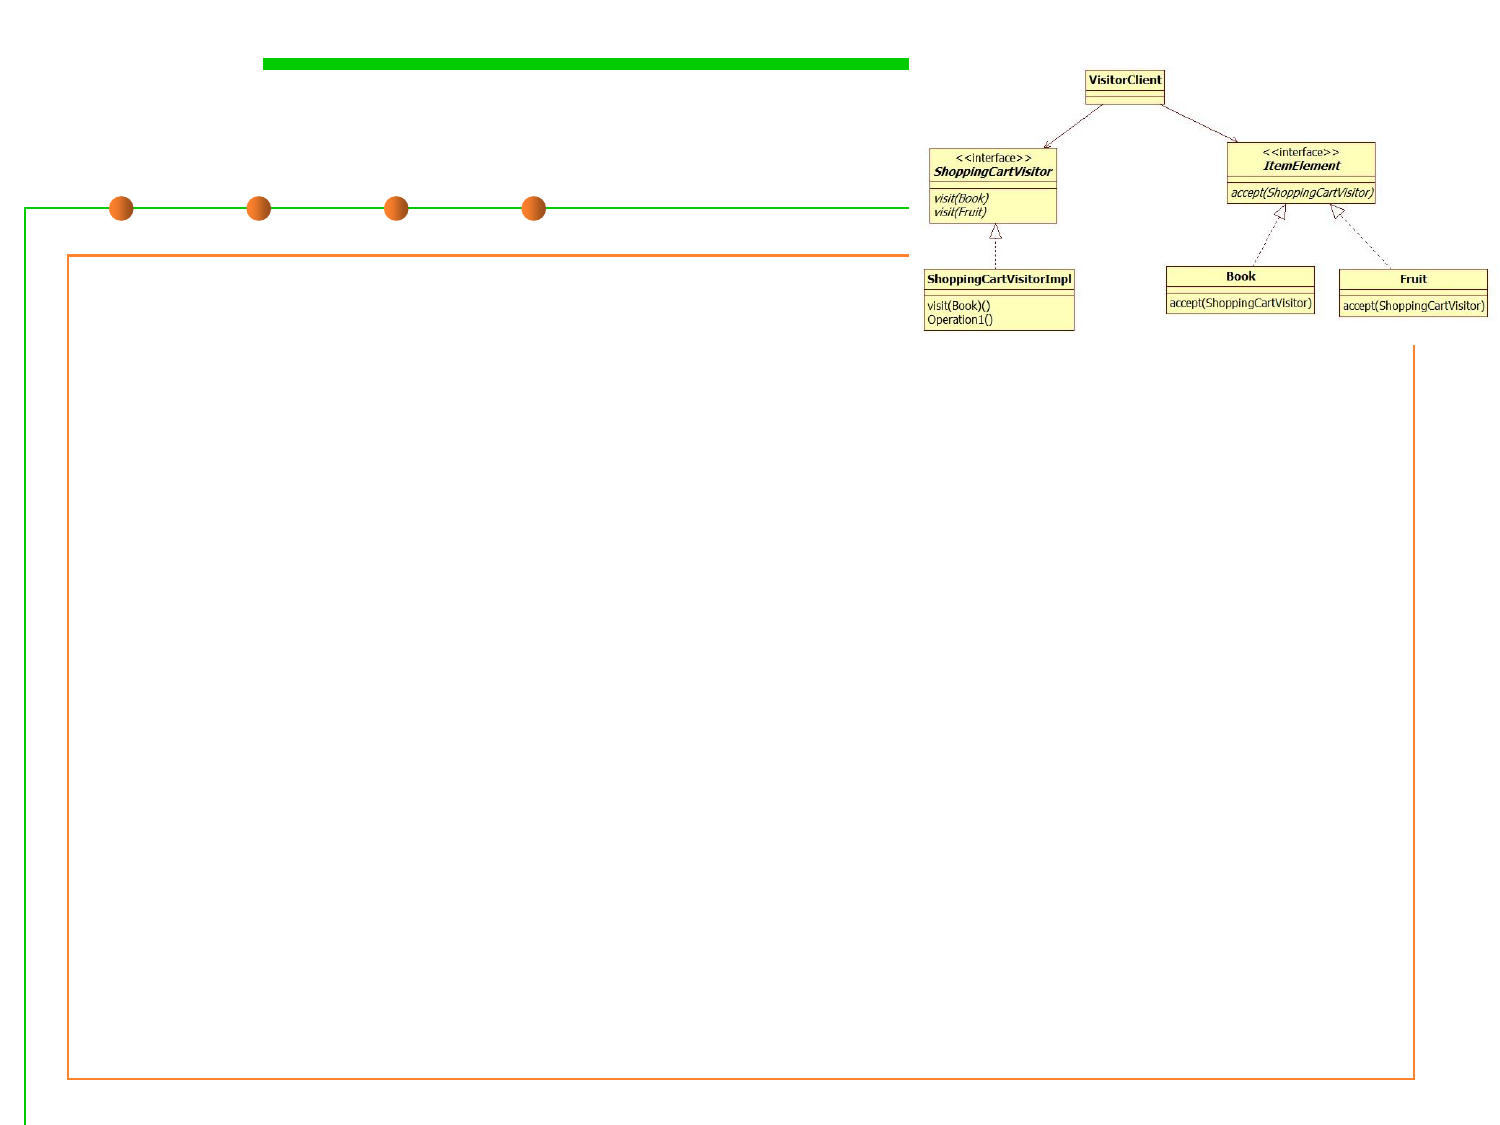 VisitorClient
<<interface>>
ShoppingCartVisitor
visit(Book)
visit(Fruit)
<<interface>>
ItemElement
accept(ShoppingCartVisitor)
ShoppingCartVisitorImpl
visit(Book)()
Operation1()
Book
accept(ShoppingCartVisitor)
Fruit
accept(ShoppingCartVisitor)